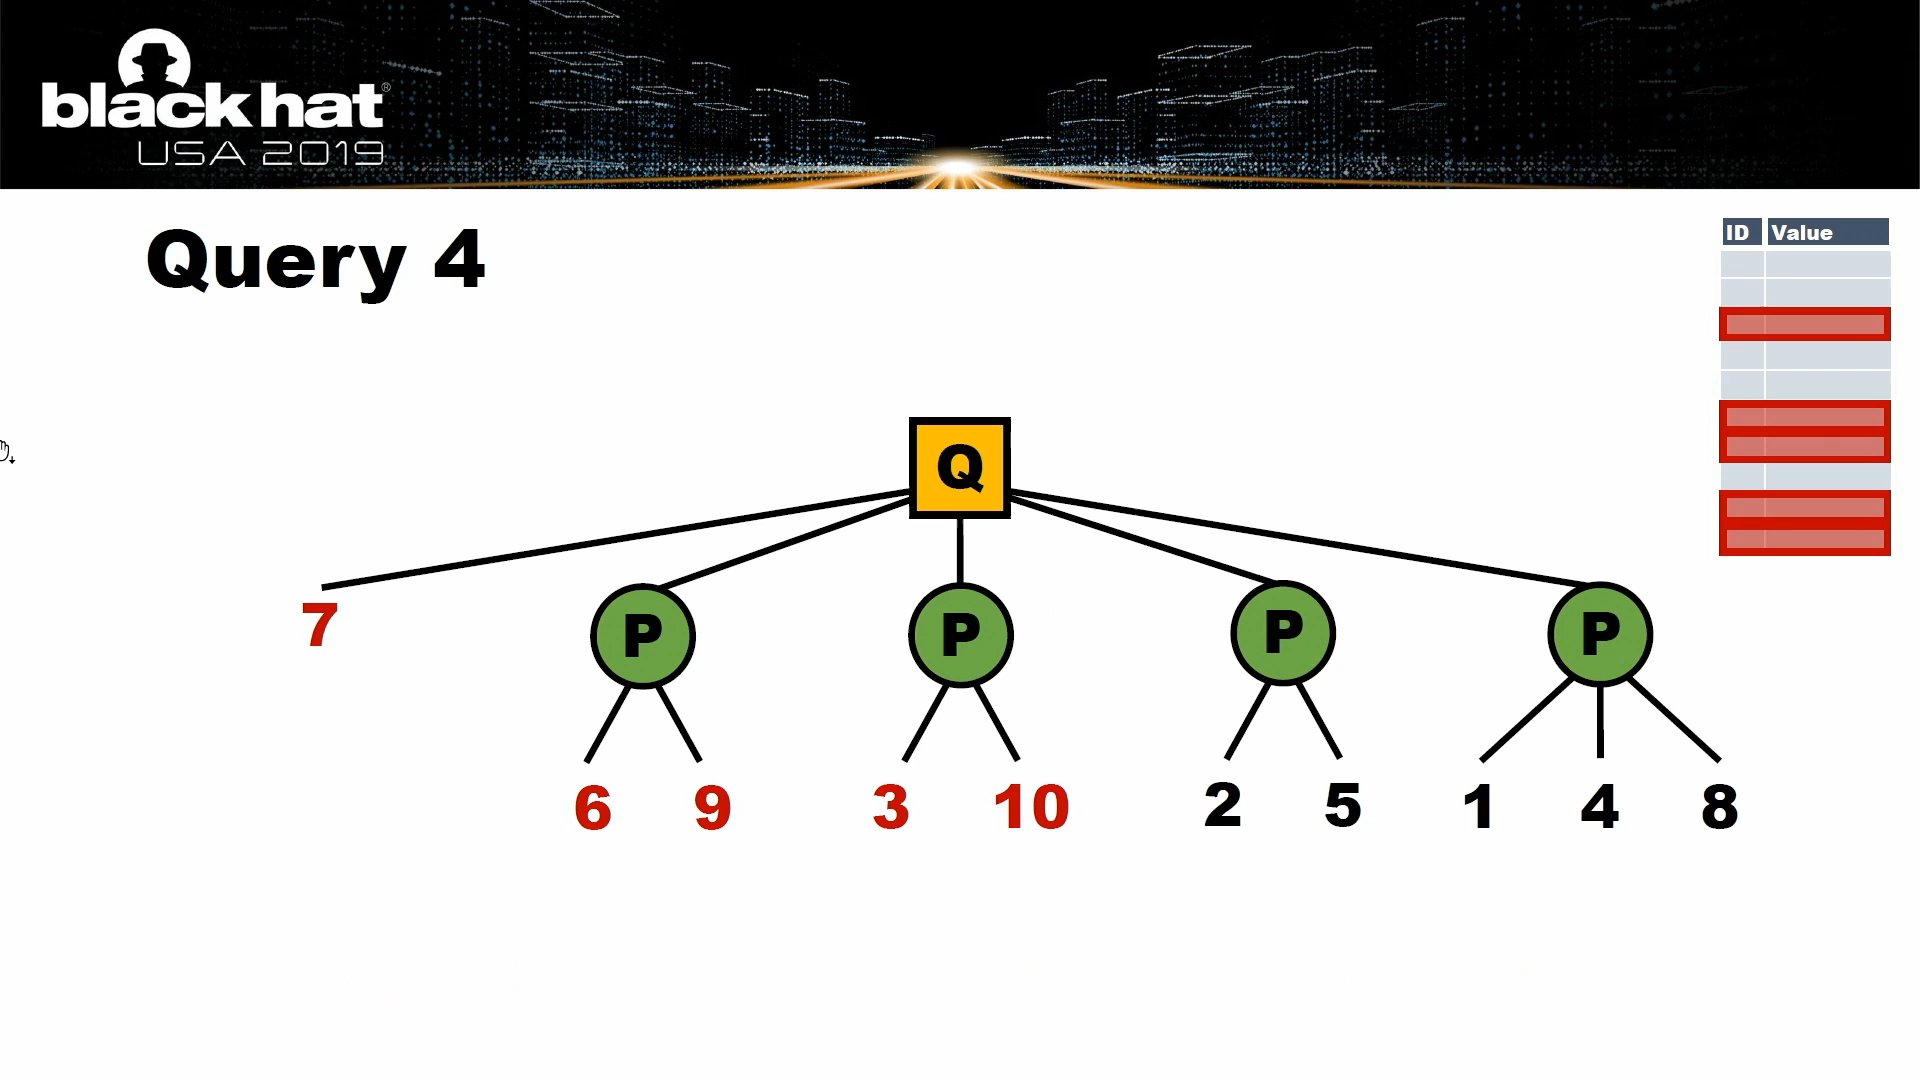 black hat®
USA 2019
Query 4
ID Value
Q
7 P P P P
6 9 3 10 2 5 1 4 8